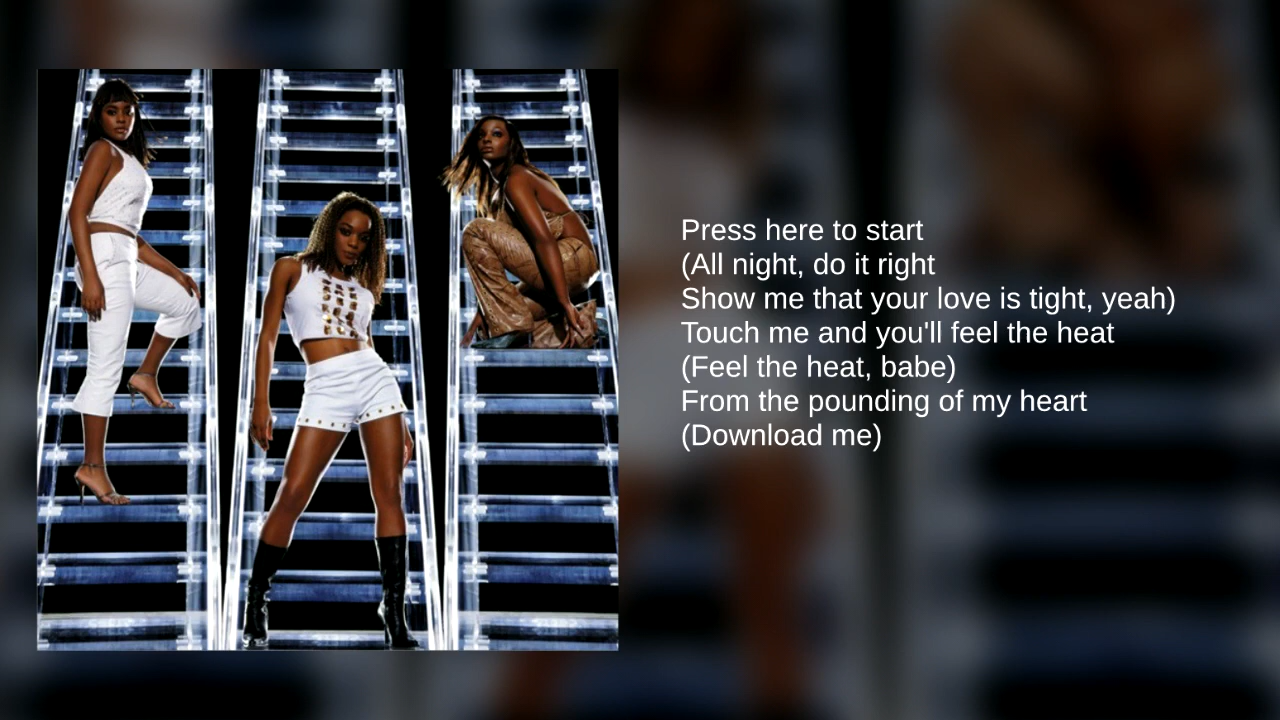 Press here to start
(All night, do it right
Show me that your love is tight, yeah)
Touch me and you'll feel the heat
(Feel the heat, babe)
From the pounding of my heart
(Download me)